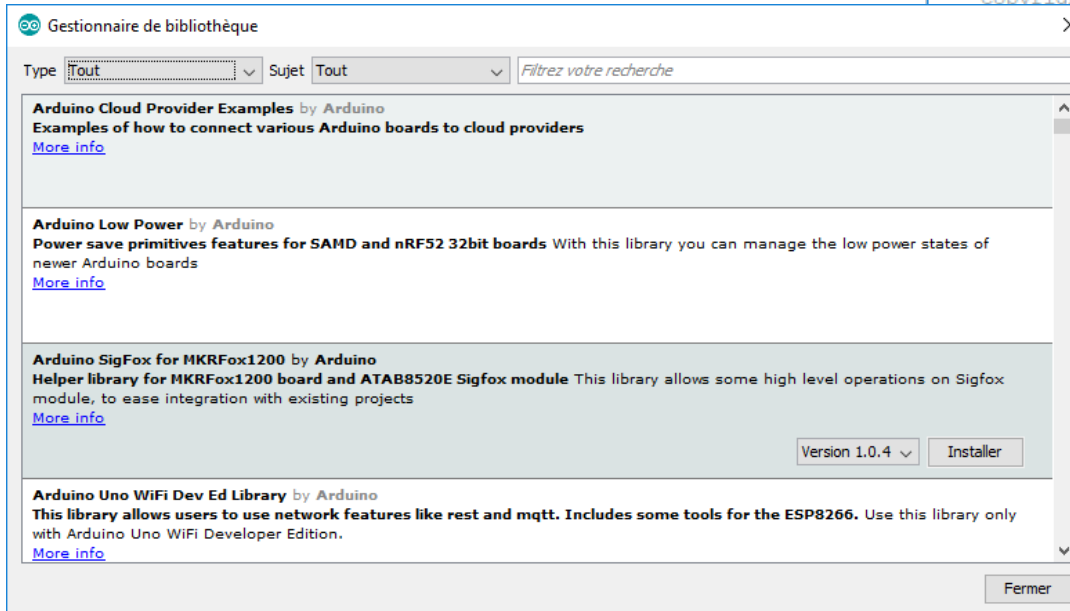 Gestionnaire de bibliothèque
Type Tout Sujet Tout Filtrez votre recherche
Arduino Cloud Provider Examples by Arduino
Examples of how to connect various Arduino boards to cloud providers
More info
Arduino Low Power by Arduino
Power save primitives features for SAMD and nRF52 32bit boards With this library you can manage the low power states of
newer Arduino boards
More info
Arduino SigFox for MKRFox1200 by Arduino
Helper library for MKRFox1200 board and ATAB8520E Sigfox module This library allows some high level operations on Sigfox
module, to ease integration with existing projects
More info
Version 1.0.4 Installer
Arduino Uno WiFi Dev Ed Library by Arduino
This library allows users to use network features like rest and mqtt. Includes some tools for the ESP8266. Use this library only
with Arduino Uno WiFi Developer Edition.
More info
Fermer